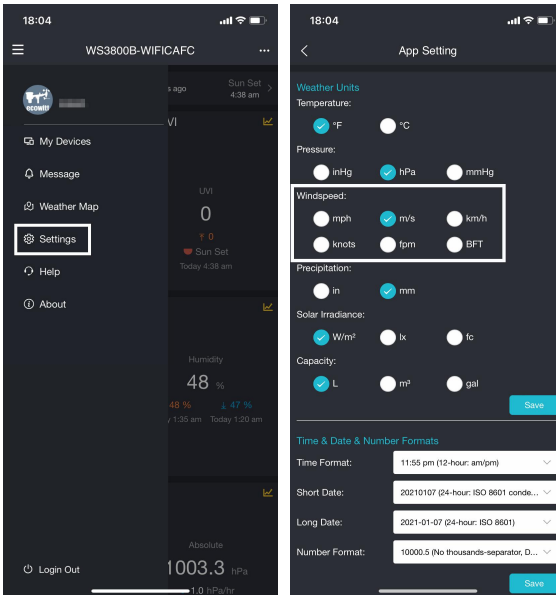 18:04
WS3800B-WIFICAFC
s ago
Sun Set
4:38 am
ecowitt
VI
My Devices
Message
Weather Map
Settings
Help
About
UVI
0
0
Sun Set
Today 4:38 am
Humidity
48 %
48 %
47 %
y 1:35 am
Today 1:20 am
Absolute
1003.3 hPa
1.0 hPa/hr
Login Out
18:04
App Setting
Weather Units
Temperature:
°F °C
Pressure:
inHg hPa mmHg
Windspeed:
mph m/s km/h
knots fpm BFT
Precipitation:
in mm
Solar Irradiance:
W/m² lx fc
Capacity:
L m³ gal
Save
Time & Date & Number Formats
Time Format: 11:55 pm (12-hour: am/pm)
Short Date: 20210107 (24-hour: ISO 8601 conde...
Long Date: 2021-01-07 (24-hour: ISO 8601)
Number Format: 10000.5 (No thousands-separator, D...
Save